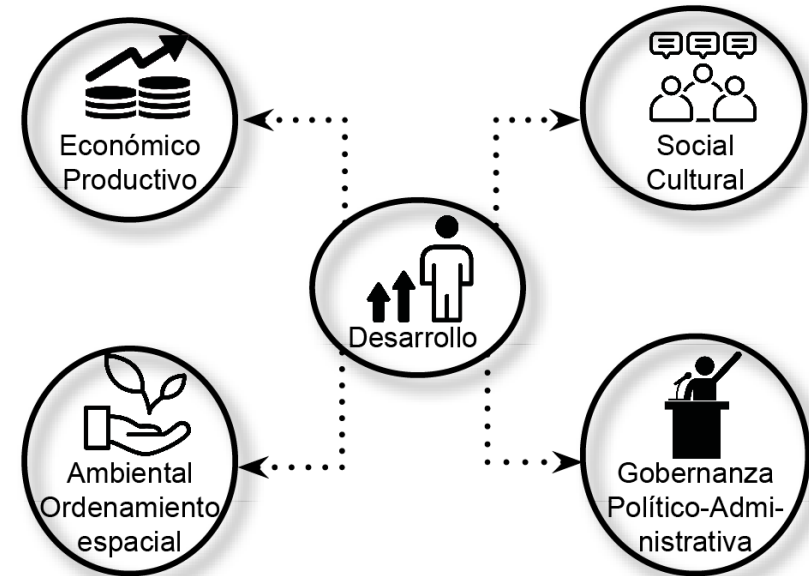 Económico
Productivo
Social
Cultural
Desarrollo
Ambiental
Ordenamiento
espacial
Gobernanza
Político-Admi-
nistrativa